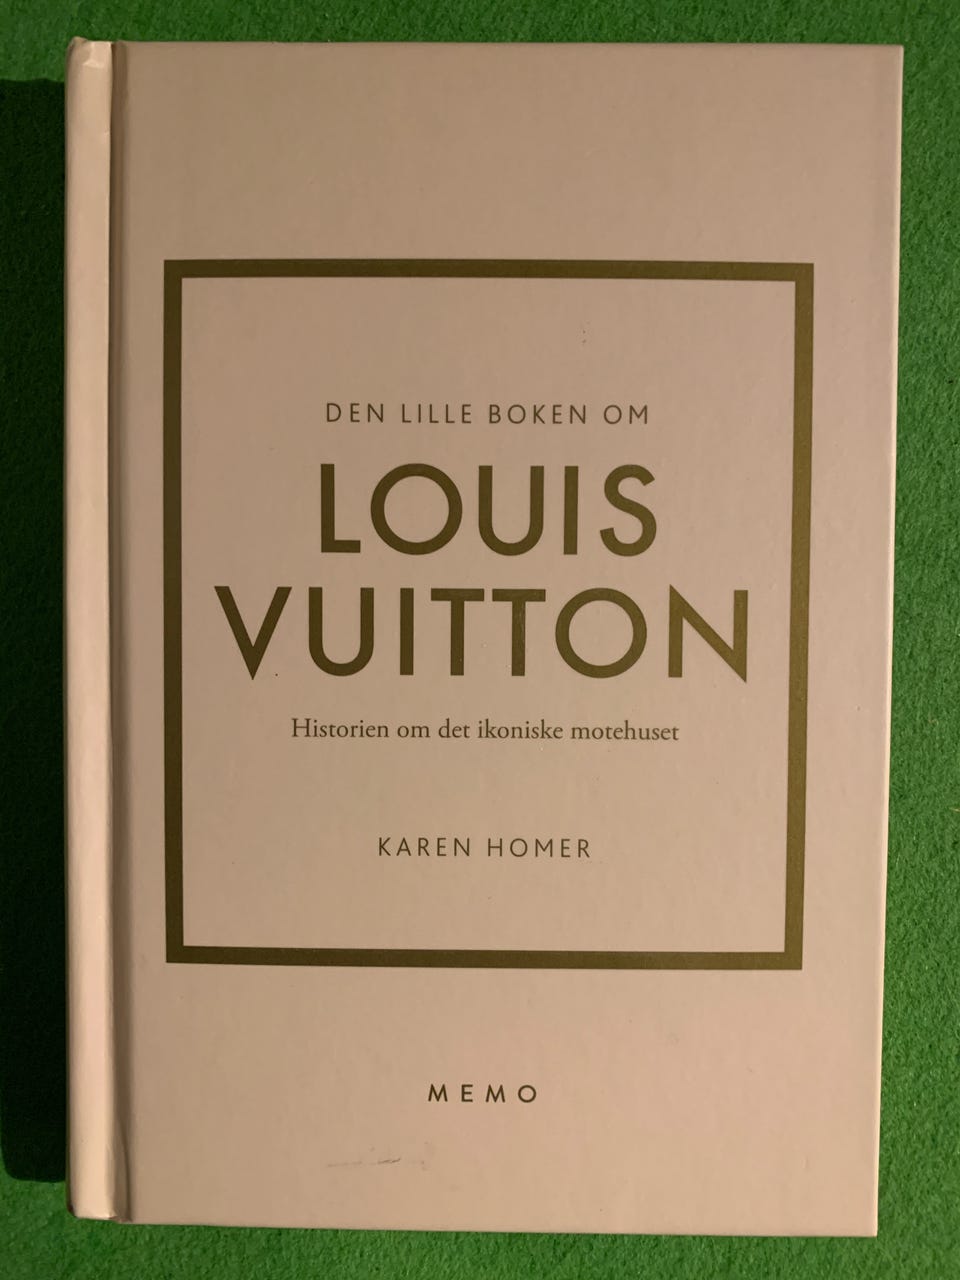 DEN LILLE BOKEN OM
LOUIS
VUITTON
Historien om det ikoniske motehuset
KAREN HOMER
MEMO